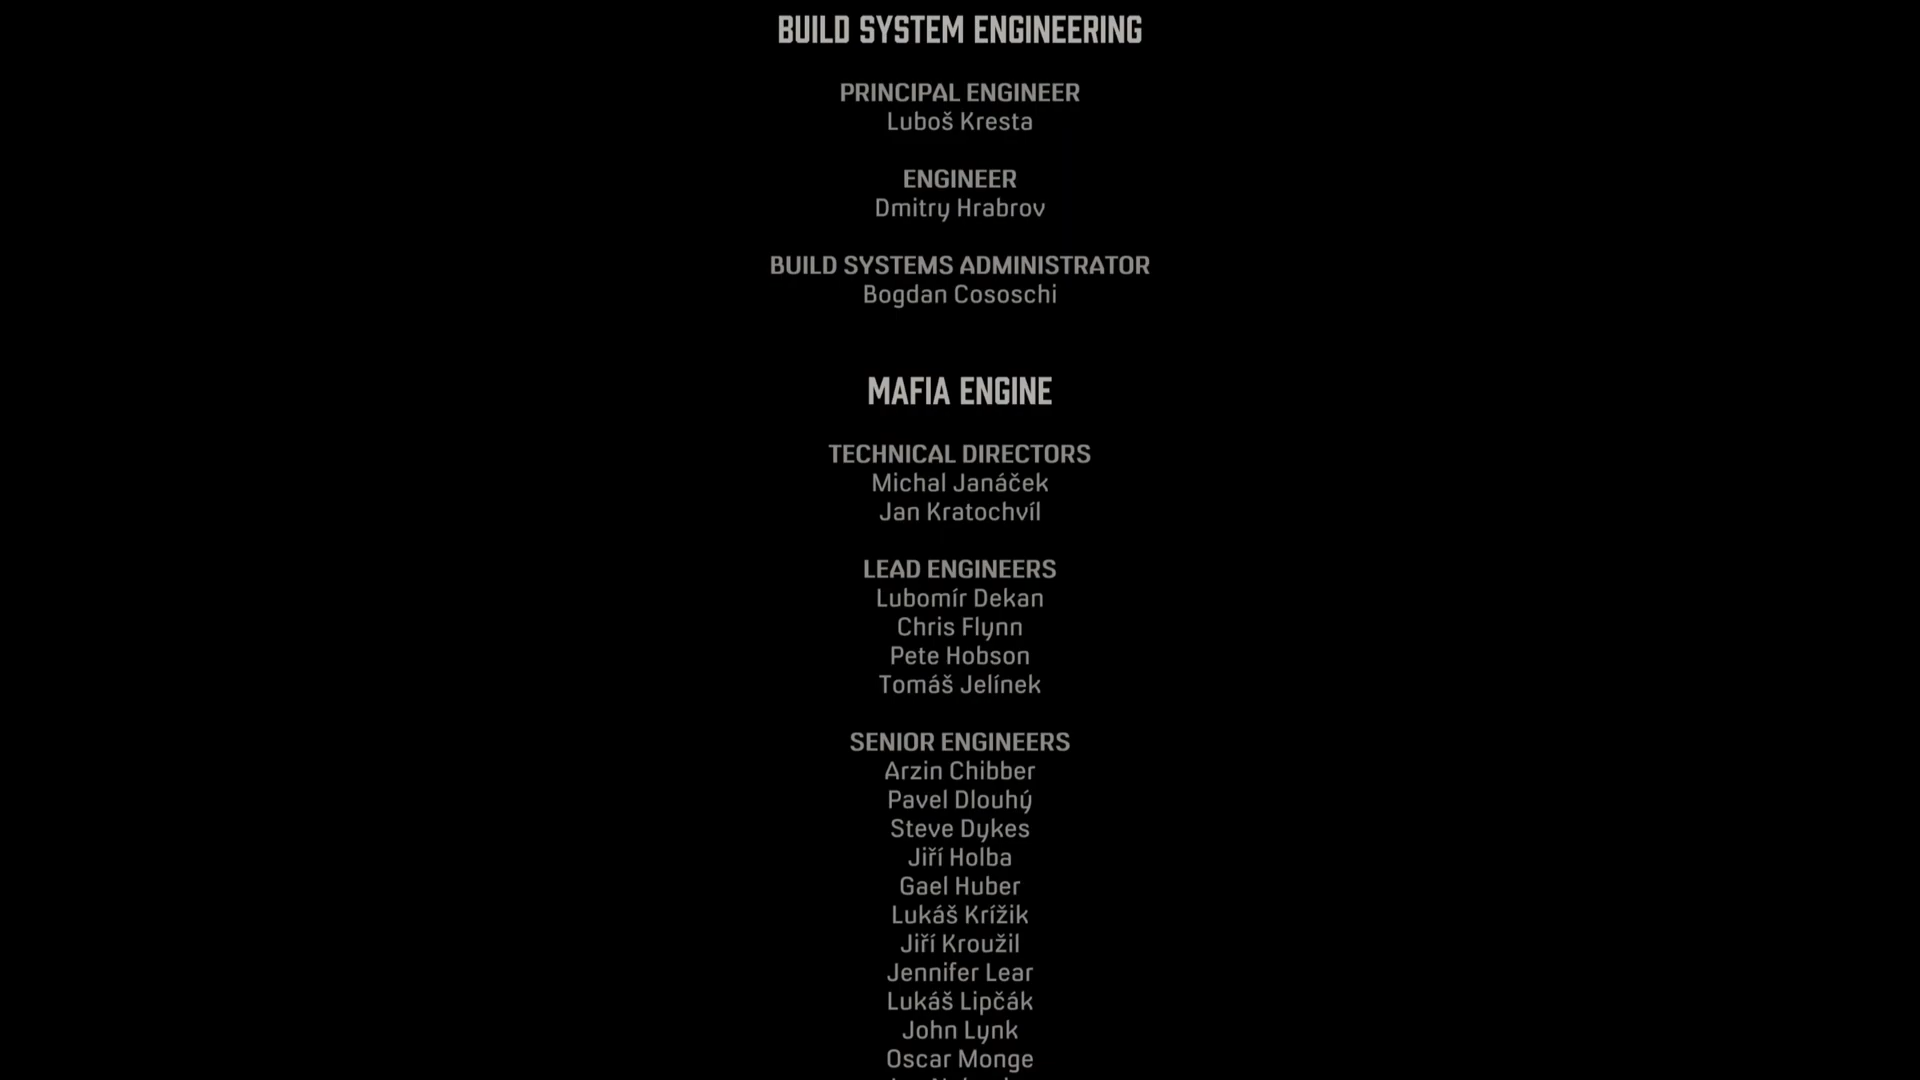 BUILD SYSTEM ENGINEERING
PRINCIPAL ENGINEER
Luboš Kresta
ENGINEER
Dmitry Hrabrov
BUILD SYSTEMS ADMINISTRATOR
Bogdan Cososchi
MAFIA ENGINE
TECHNICAL DIRECTORS
Michal Janáček
Jan Kratochvíl
LEAD ENGINEERS
Lubomír Dekan
Chris Flynn
Pete Hobson
Tomáš Jelínek
SENIOR ENGINEERS
Arzin Chibber
Pavel Dlouhý
Steve Dykes
Jiří Holba
Gael Huber
Lukáš Krížik
Jiří Kroužil
Jennifer Lear
Lukáš Lipčák
John Lynk
Oscar Monge